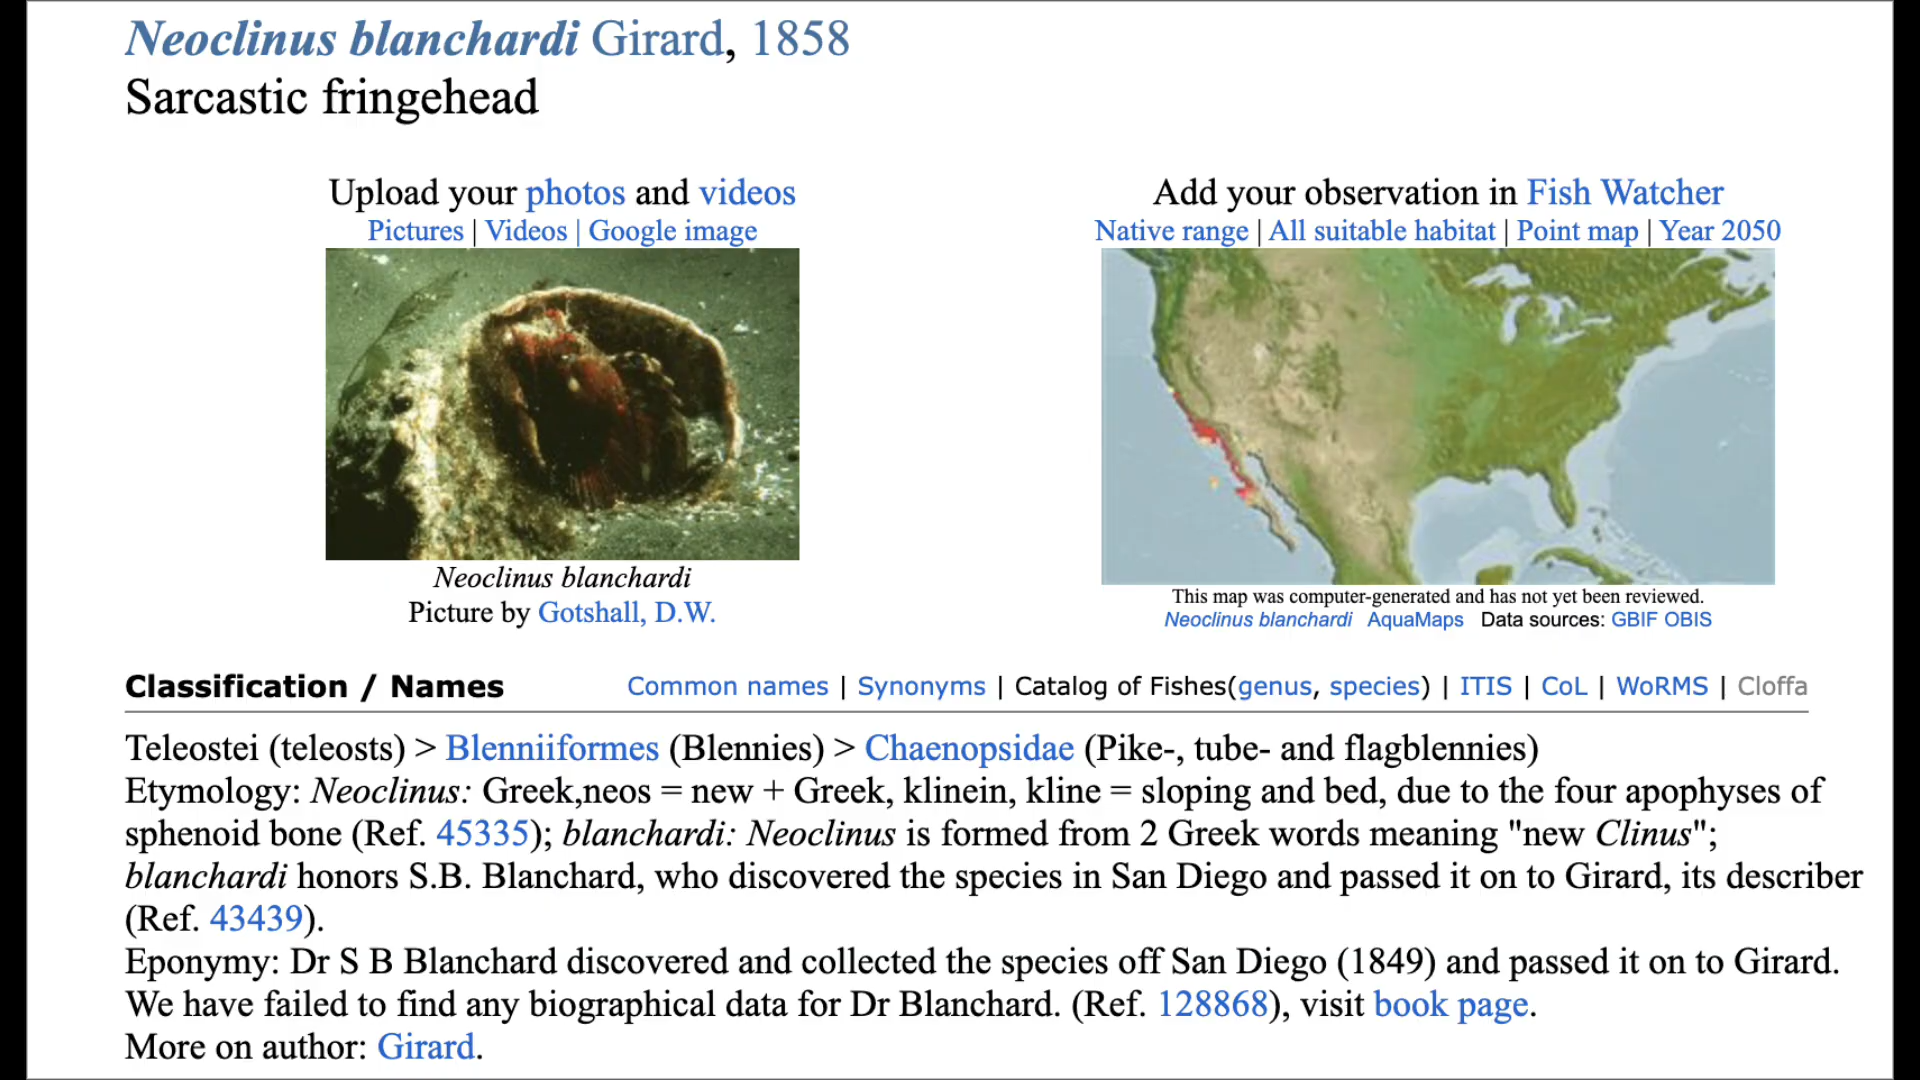 Neoclinus blanchardi Girard, 1858
Sarcastic fringehead
Upload your photos and videos
Pictures | Videos | Google image
Neoclinus blanchardi
Picture by Gotshall, D.W.
Add your observation in Fish Watcher
Native range | All suitable habitat | Point map | Year 2050
This map was computer-generated and has not yet been reviewed.
Neoclinus blanchardi AquaMaps Data sources: GBIF OBIS
Classification / Names Common names | Synonyms | Catalog of Fishes(genus, species) | ITIS | CoL | WoRMS | Cloffa
Teleostei (teleosts) > Blenniiformes (Blennies) > Chaenopsidae (Pike-, tube- and flagblennies)
Etymology: Neoclinus: Greek,neos = new + Greek, klinein, kline = sloping and bed, due to the four apophyses of
sphenoid bone (Ref. 45335); blanchardi: Neoclinus is formed from 2 Greek words meaning "new Clinus";
blanchardi honors S.B. Blanchard, who discovered the species in San Diego and passed it on to Girard, its describer
(Ref. 43439).
Eponymy: Dr S B Blanchard discovered and collected the species off San Diego (1849) and passed it on to Girard.
We have failed to find any biographical data for Dr Blanchard. (Ref. 128868), visit book page.
More on author: Girard.